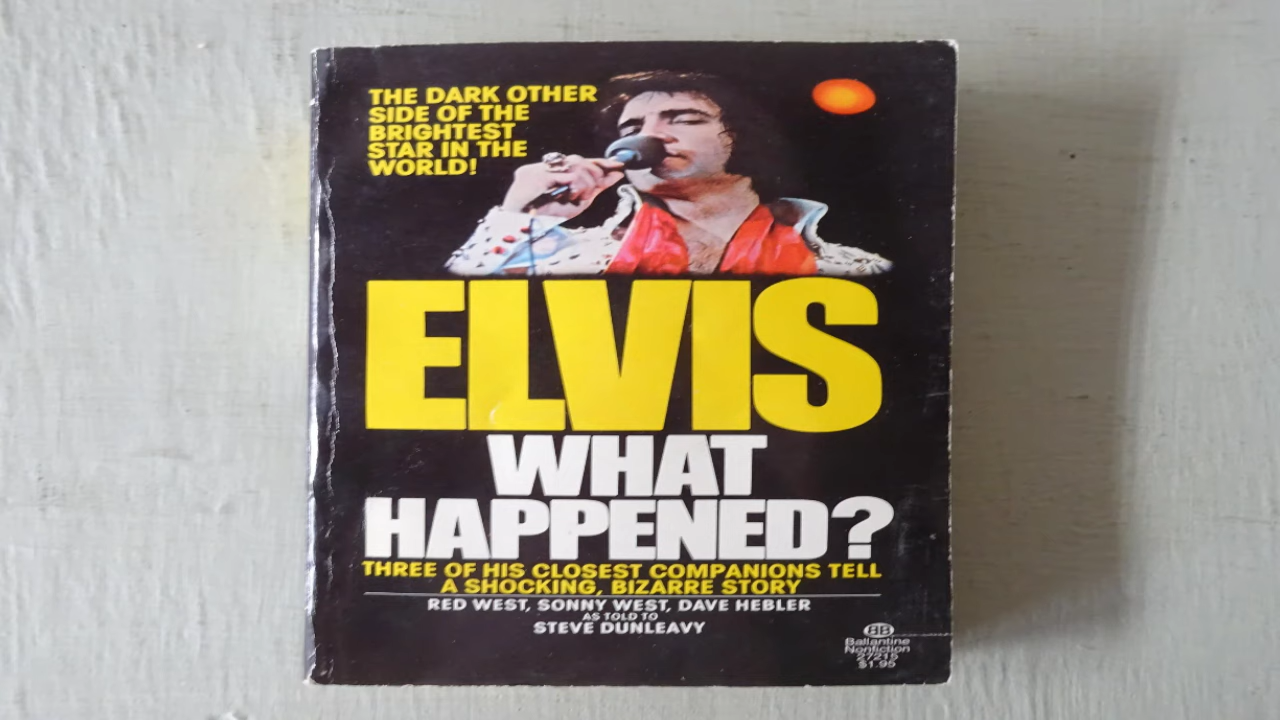 THE DARK OTHER
SIDE OF THE
BRIGHTEST
STAR IN THE
WORLD!
ELVIS
WHAT
HAPPENED?
THREE OF HIS CLOSEST COMPANIONS TELL
A SHOCKING, BIZARRE STORY
RED WEST, SONNY WEST, DAVE HEBLER
AS TOLD TO
STEVE DUNLEAVY
BB
Ballantine
Nonfiction
27215
$1.95